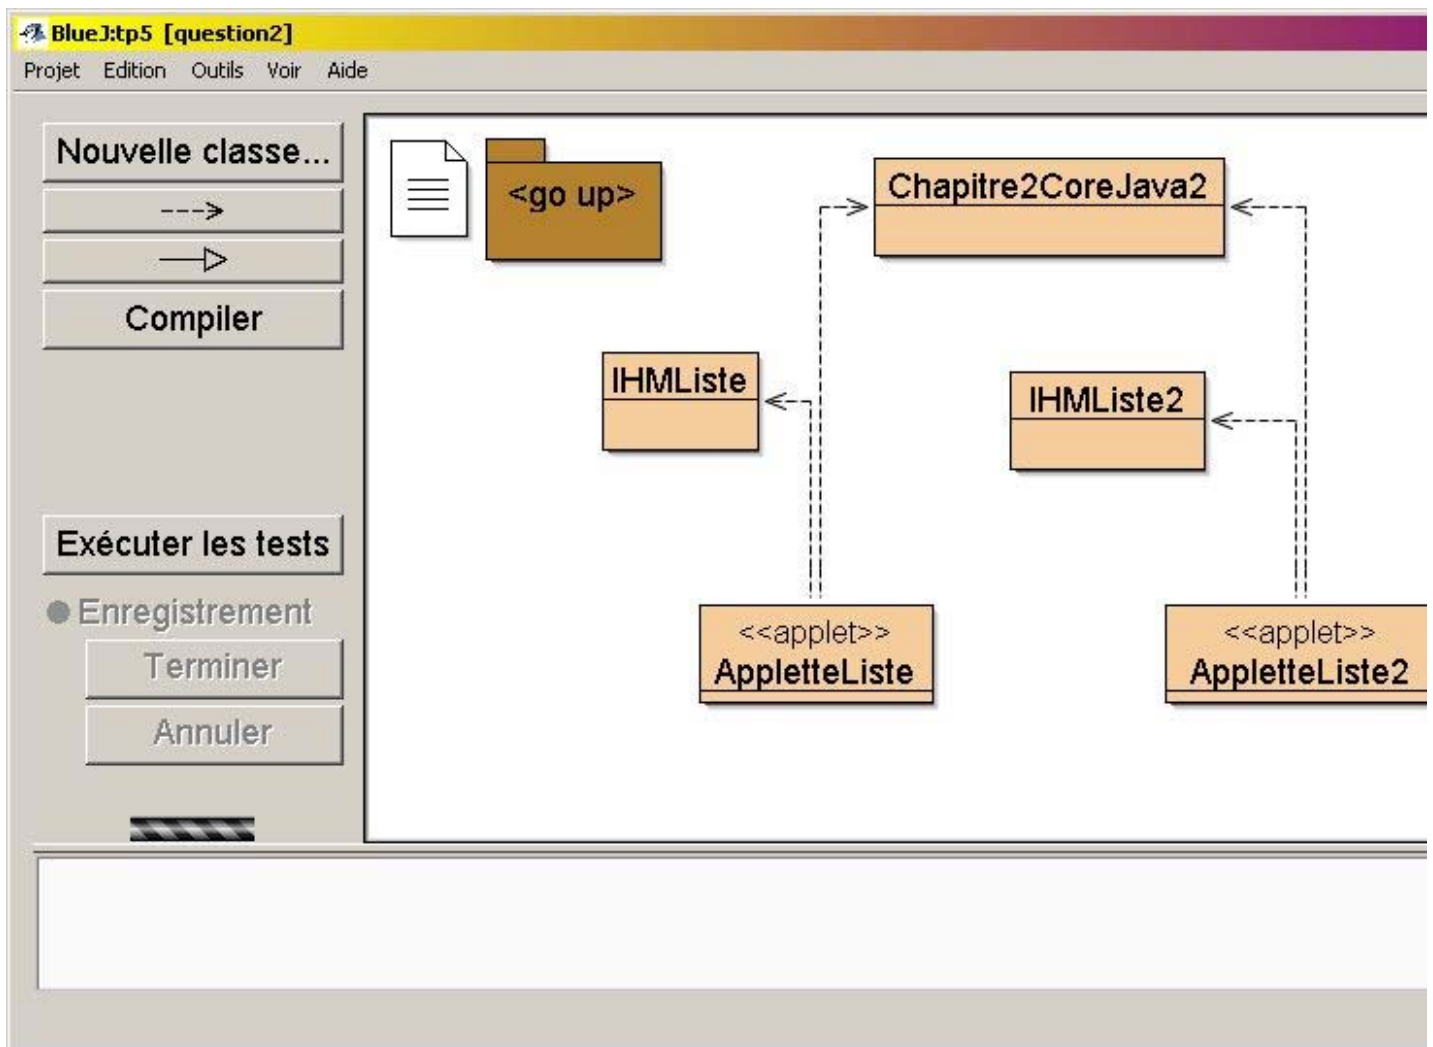 BlueJ:tp5 [question2]
Projet Edition Outils Voir Aide
Nouvelle classe...
Compiler
Exécuter les tests
Enregistrement
Terminer
Annuler
<go up>
Chapitre2CoreJava2
IHMListe
IHMListe2
<<applet>>
AppletteListe
<<applet>>
AppletteListe2